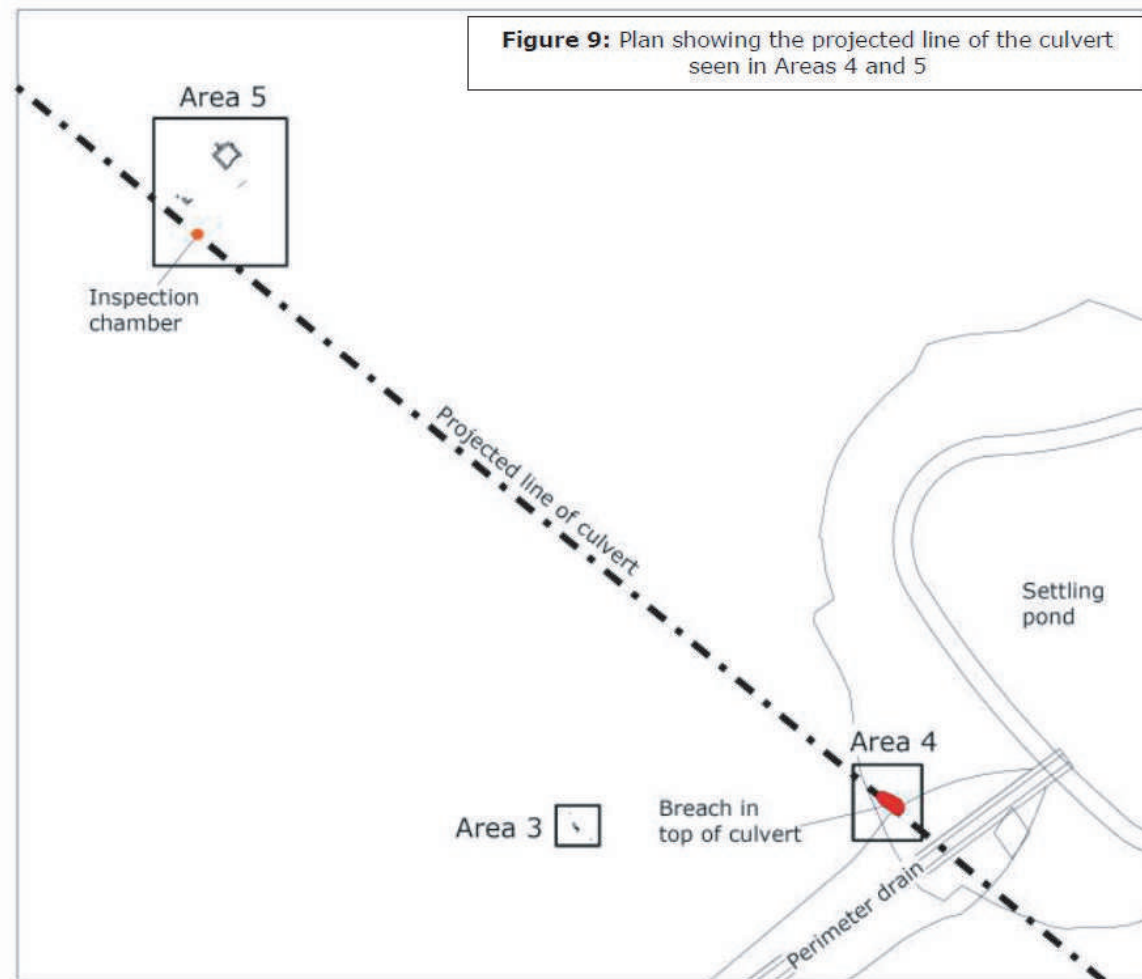 Figure 9: Plan showing the projected line of the culvert
seen in Areas 4 and 5
Area 5
Inspection
chamber
Projected line of culvert
Settling
pond
Area 4
Breach in
top of culvert
Area 3
Perimeter drain